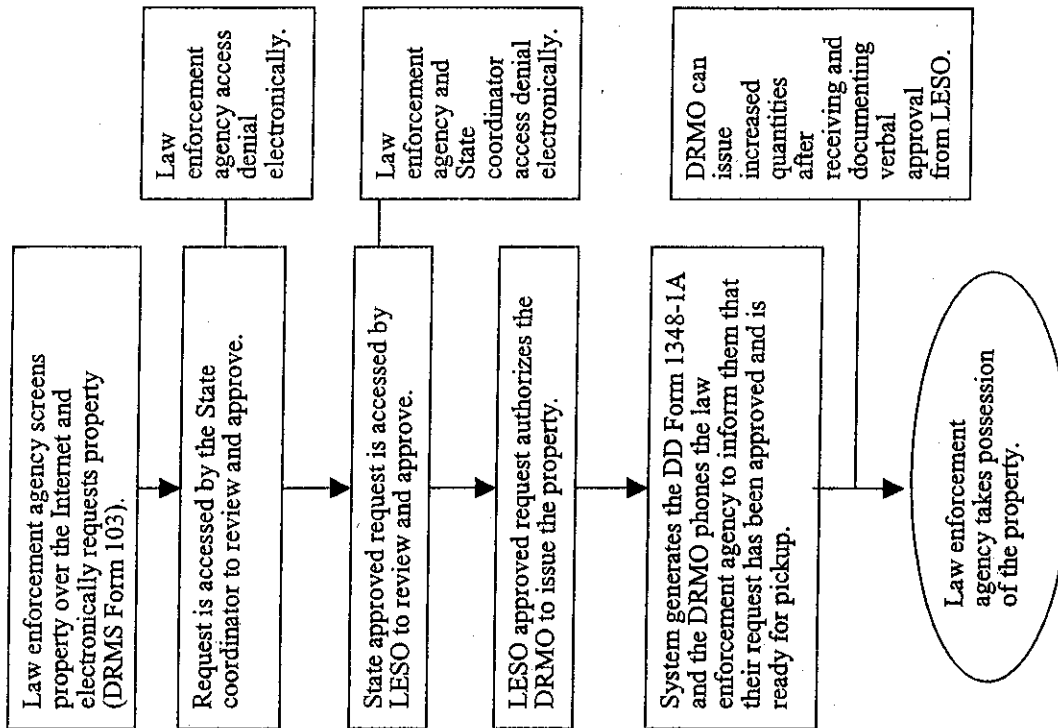 Law enforcement agency screens
property over the Internet and
electronically requests property
(DRMS Form 103).
Request is accessed by the State
coordinator to review and approve.
Law
enforcement
agency access
denial
electronically.
State approved request is accessed by
LESO to review and approve.
Law
enforcement
agency and
State
coordinator
access denial
electronically.
LESO approved request authorizes the
DRMO to issue the property.
System generates the DD Form 1348-1A
and the DRMO phones the law
enforcement agency to inform them that
their request has been approved and is
ready for pickup.
DRMO can
issue
increased
quantities
after
receiving and
documenting
verbal
approval
from LESO.
Law enforcement
agency takes possession
of the property.